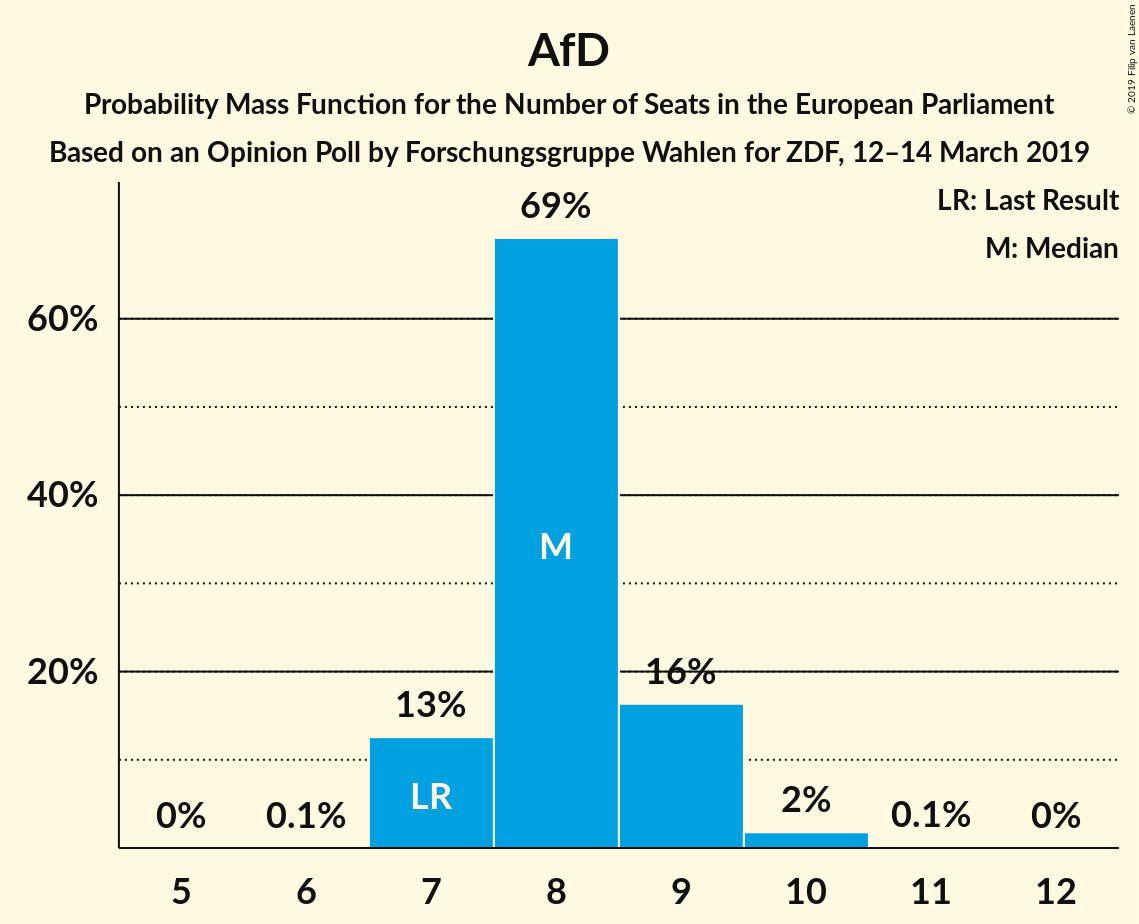 AfD
Probability Mass Function for the Number of Seats in the European Parliament
Based on an Opinion Poll by Forschungsgruppe Wahlen for ZDF, 12–14 March 2019
© 2019 Filip van Laenen
LR: Last Result
M: Median
69%
60%
40%
M
20%
16%
13%
LR
0%
0.1%
2%
0.1%
0%
5 6 7 8 9 10 11 12